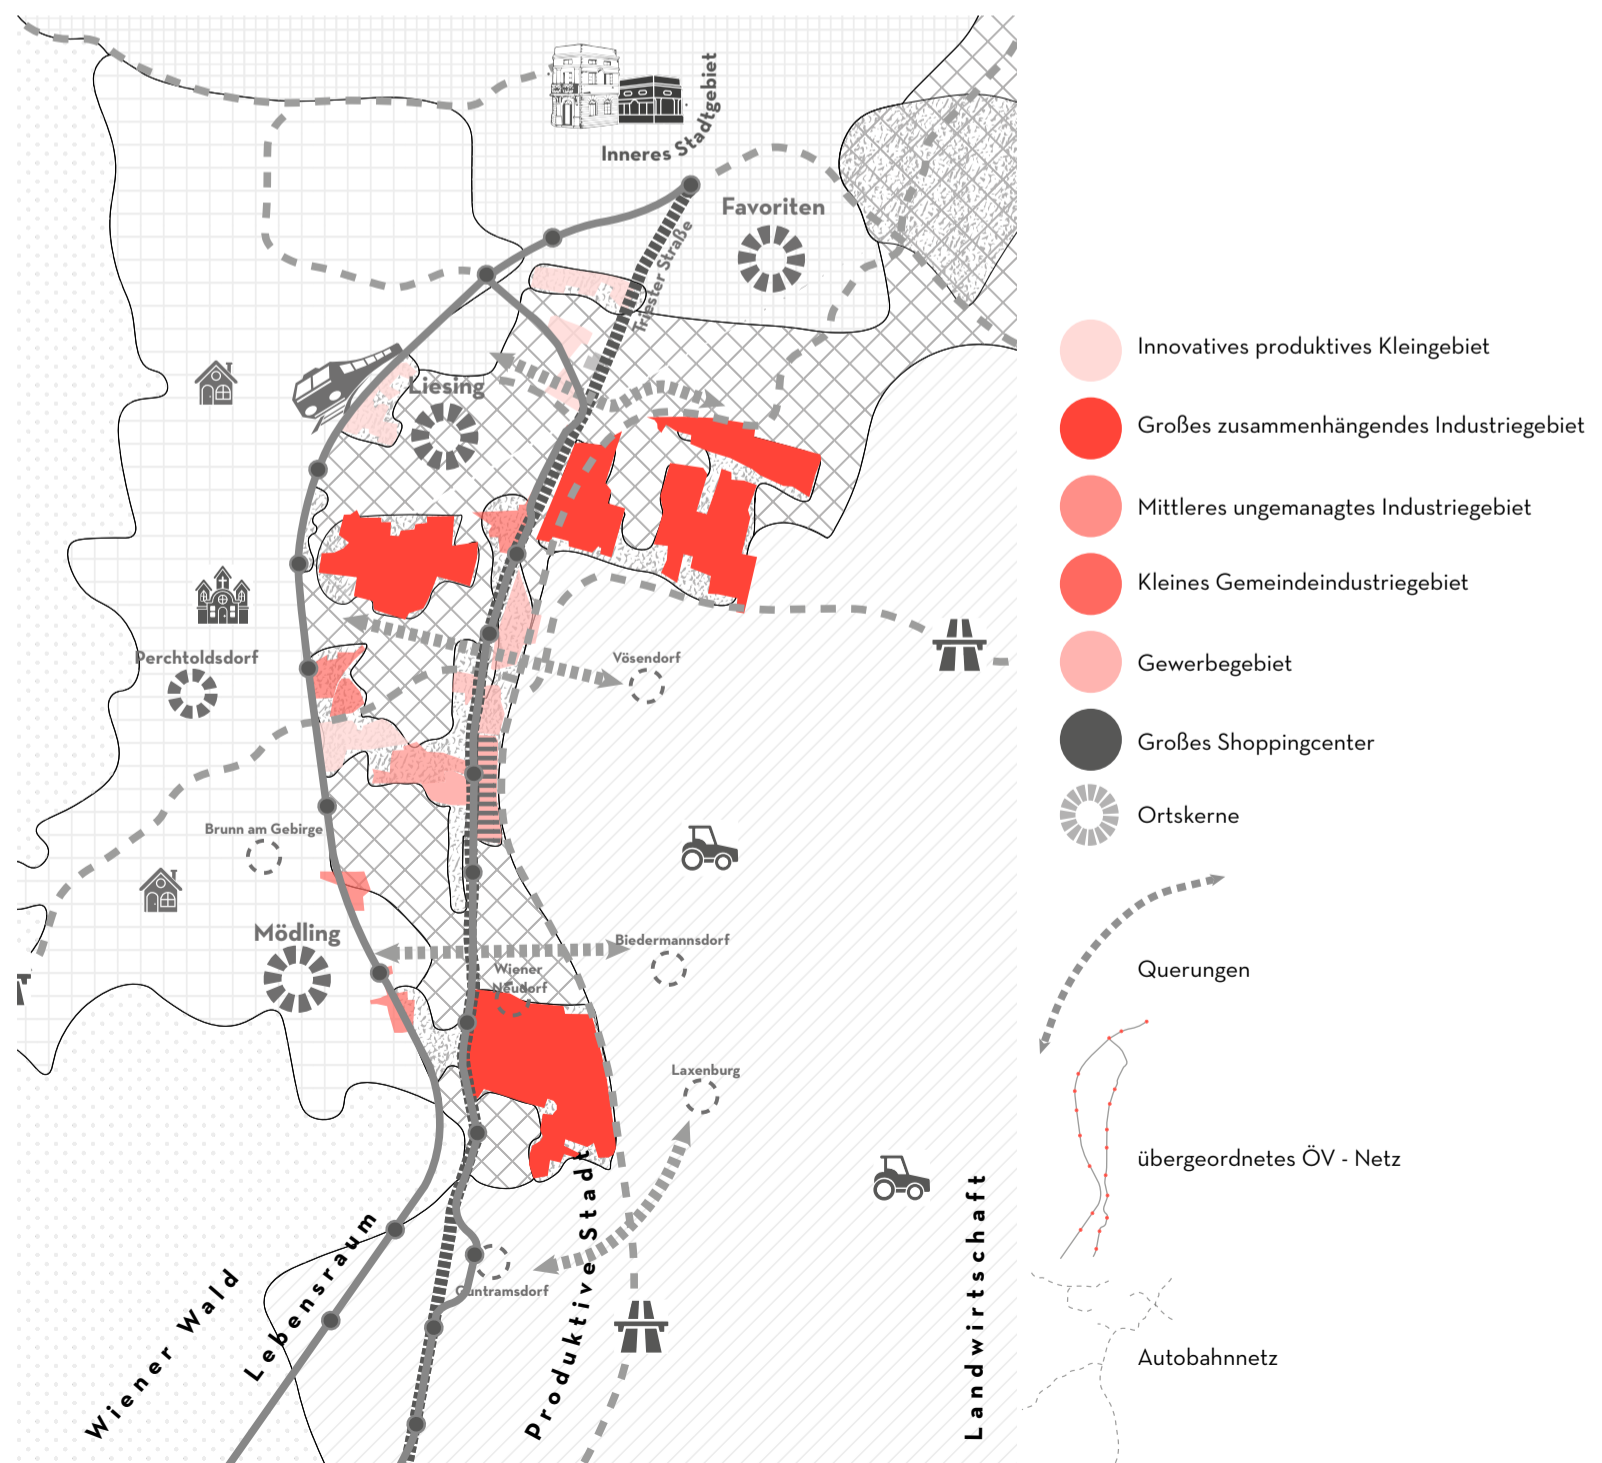 Inneres Stadtgebiet
Favoriten
Triester Straße
Liesing
Perchtoldsdorf
Vösendorf
Brunn am Gebirge
Mödling
Biedermannsdorf
Wiener
Neudorf
Laxenburg
Guntramsdorf
Wiener Wald
Lebensraum
Produktive Stadt
Landwirtschaft
Innovatives produktives Kleingebiet
Großes zusammenhängendes Industriegebiet
Mittleres ungemanagtes Industriegebiet
Kleines Gemeindeindustriegebiet
Gewerbegebiet
Großes Shoppingcenter
Ortskerne
Querungen
übergeordnetes ÖV - Netz
Autobahnnetz